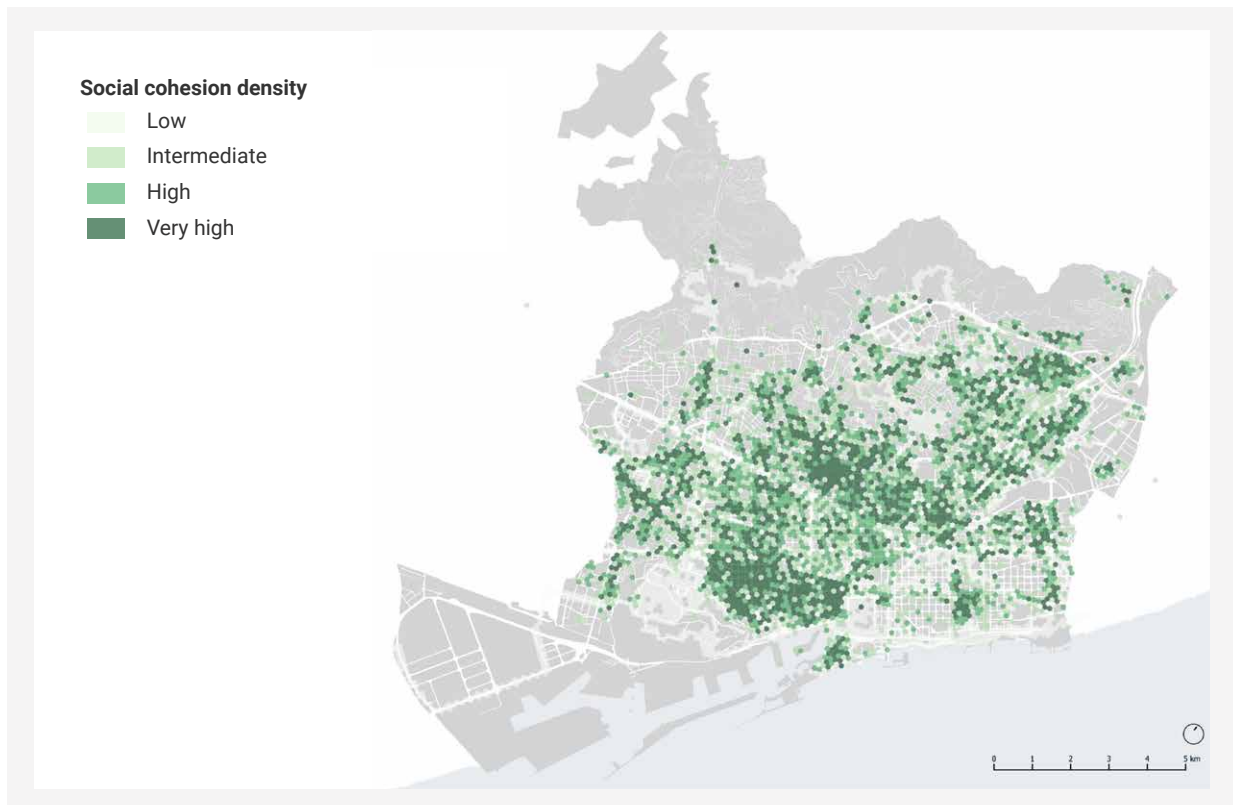 Social cohesion density
Low
Intermediate
High
Very high
0 1 2 3 4 5 km